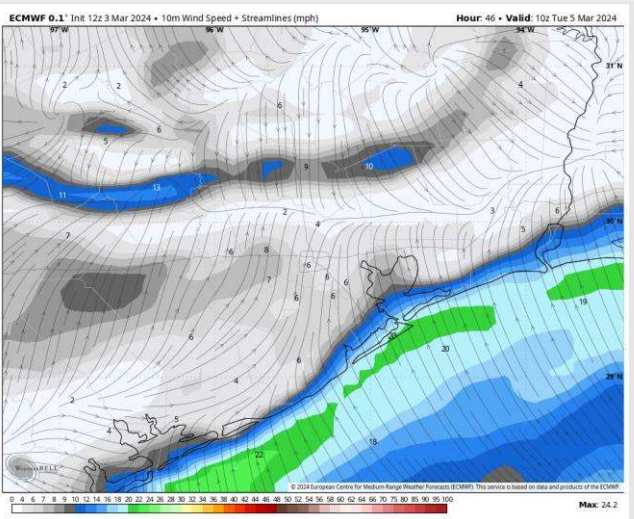 ECMWF 0.1° Init 12z 3 Mar 2024 • 10m Wind Speed + Streamlines (mph) Hour: 46 • Valid: 10z Tue 5 Mar 2024
97°W 96°W 95°W 94°W
31°N
2 2 4
6
6
5
9 10
11 13
2 3 6
4 5 30°N
7
6 8
6
7 6 6
6 6
19
6 20
6
4 29°N
2
5
4
18
22
WeatherBELL
© 2024 European Centre for Medium-Range Weather Forecasts (ECMWF). This service is based on data and products of the ECMWF.
0 4 6 7 8 9 10 12 14 16 18 20 22 24 26 28 30 32 34 36 38 40 42 44 46 48 50 52 54 56 58 60 62 64 66 68 70 75 80 85 90 95 100
Max: 24.2